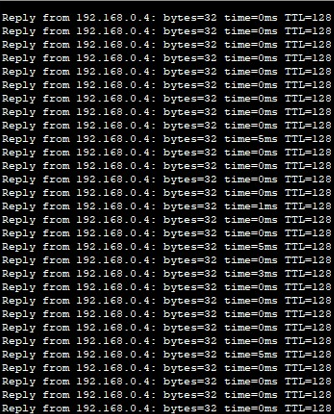 Reply from 192.168.0.4: bytes=32 time=0ms TTL=128
Reply from 192.168.0.4: bytes=32 time=0ms TTL=128
Reply from 192.168.0.4: bytes=32 time=0ms TTL=128
Reply from 192.168.0.4: bytes=32 time=0ms TTL=128
Reply from 192.168.0.4: bytes=32 time=0ms TTL=128
Reply from 192.168.0.4: bytes=32 time=0ms TTL=128
Reply from 192.168.0.4: bytes=32 time=0ms TTL=128
Reply from 192.168.0.4: bytes=32 time=0ms TTL=128
Reply from 192.168.0.4: bytes=32 time=0ms TTL=128
Reply from 192.168.0.4: bytes=32 time=5ms TTL=128
Reply from 192.168.0.4: bytes=32 time=0ms TTL=128
Reply from 192.168.0.4: bytes=32 time=0ms TTL=128
Reply from 192.168.0.4: bytes=32 time=0ms TTL=128
Reply from 192.168.0.4: bytes=32 time=0ms TTL=128
Reply from 192.168.0.4: bytes=32 time=1ms TTL=128
Reply from 192.168.0.4: bytes=32 time=0ms TTL=128
Reply from 192.168.0.4: bytes=32 time=0ms TTL=128
Reply from 192.168.0.4: bytes=32 time=5ms TTL=128
Reply from 192.168.0.4: bytes=32 time=0ms TTL=128
Reply from 192.168.0.4: bytes=32 time=3ms TTL=128
Reply from 192.168.0.4: bytes=32 time=0ms TTL=128
Reply from 192.168.0.4: bytes=32 time=0ms TTL=128
Reply from 192.168.0.4: bytes=32 time=0ms TTL=128
Reply from 192.168.0.4: bytes=32 time=0ms TTL=128
Reply from 192.168.0.4: bytes=32 time=0ms TTL=128
Reply from 192.168.0.4: bytes=32 time=5ms TTL=128
Reply from 192.168.0.4: bytes=32 time=0ms TTL=128
Reply from 192.168.0.4: bytes=32 time=0ms TTL=128
Reply from 192.168.0.4: bytes=32 time=0ms TTL=128
Reply from 192.168.0.4: bytes=32 time=0ms TTL=128